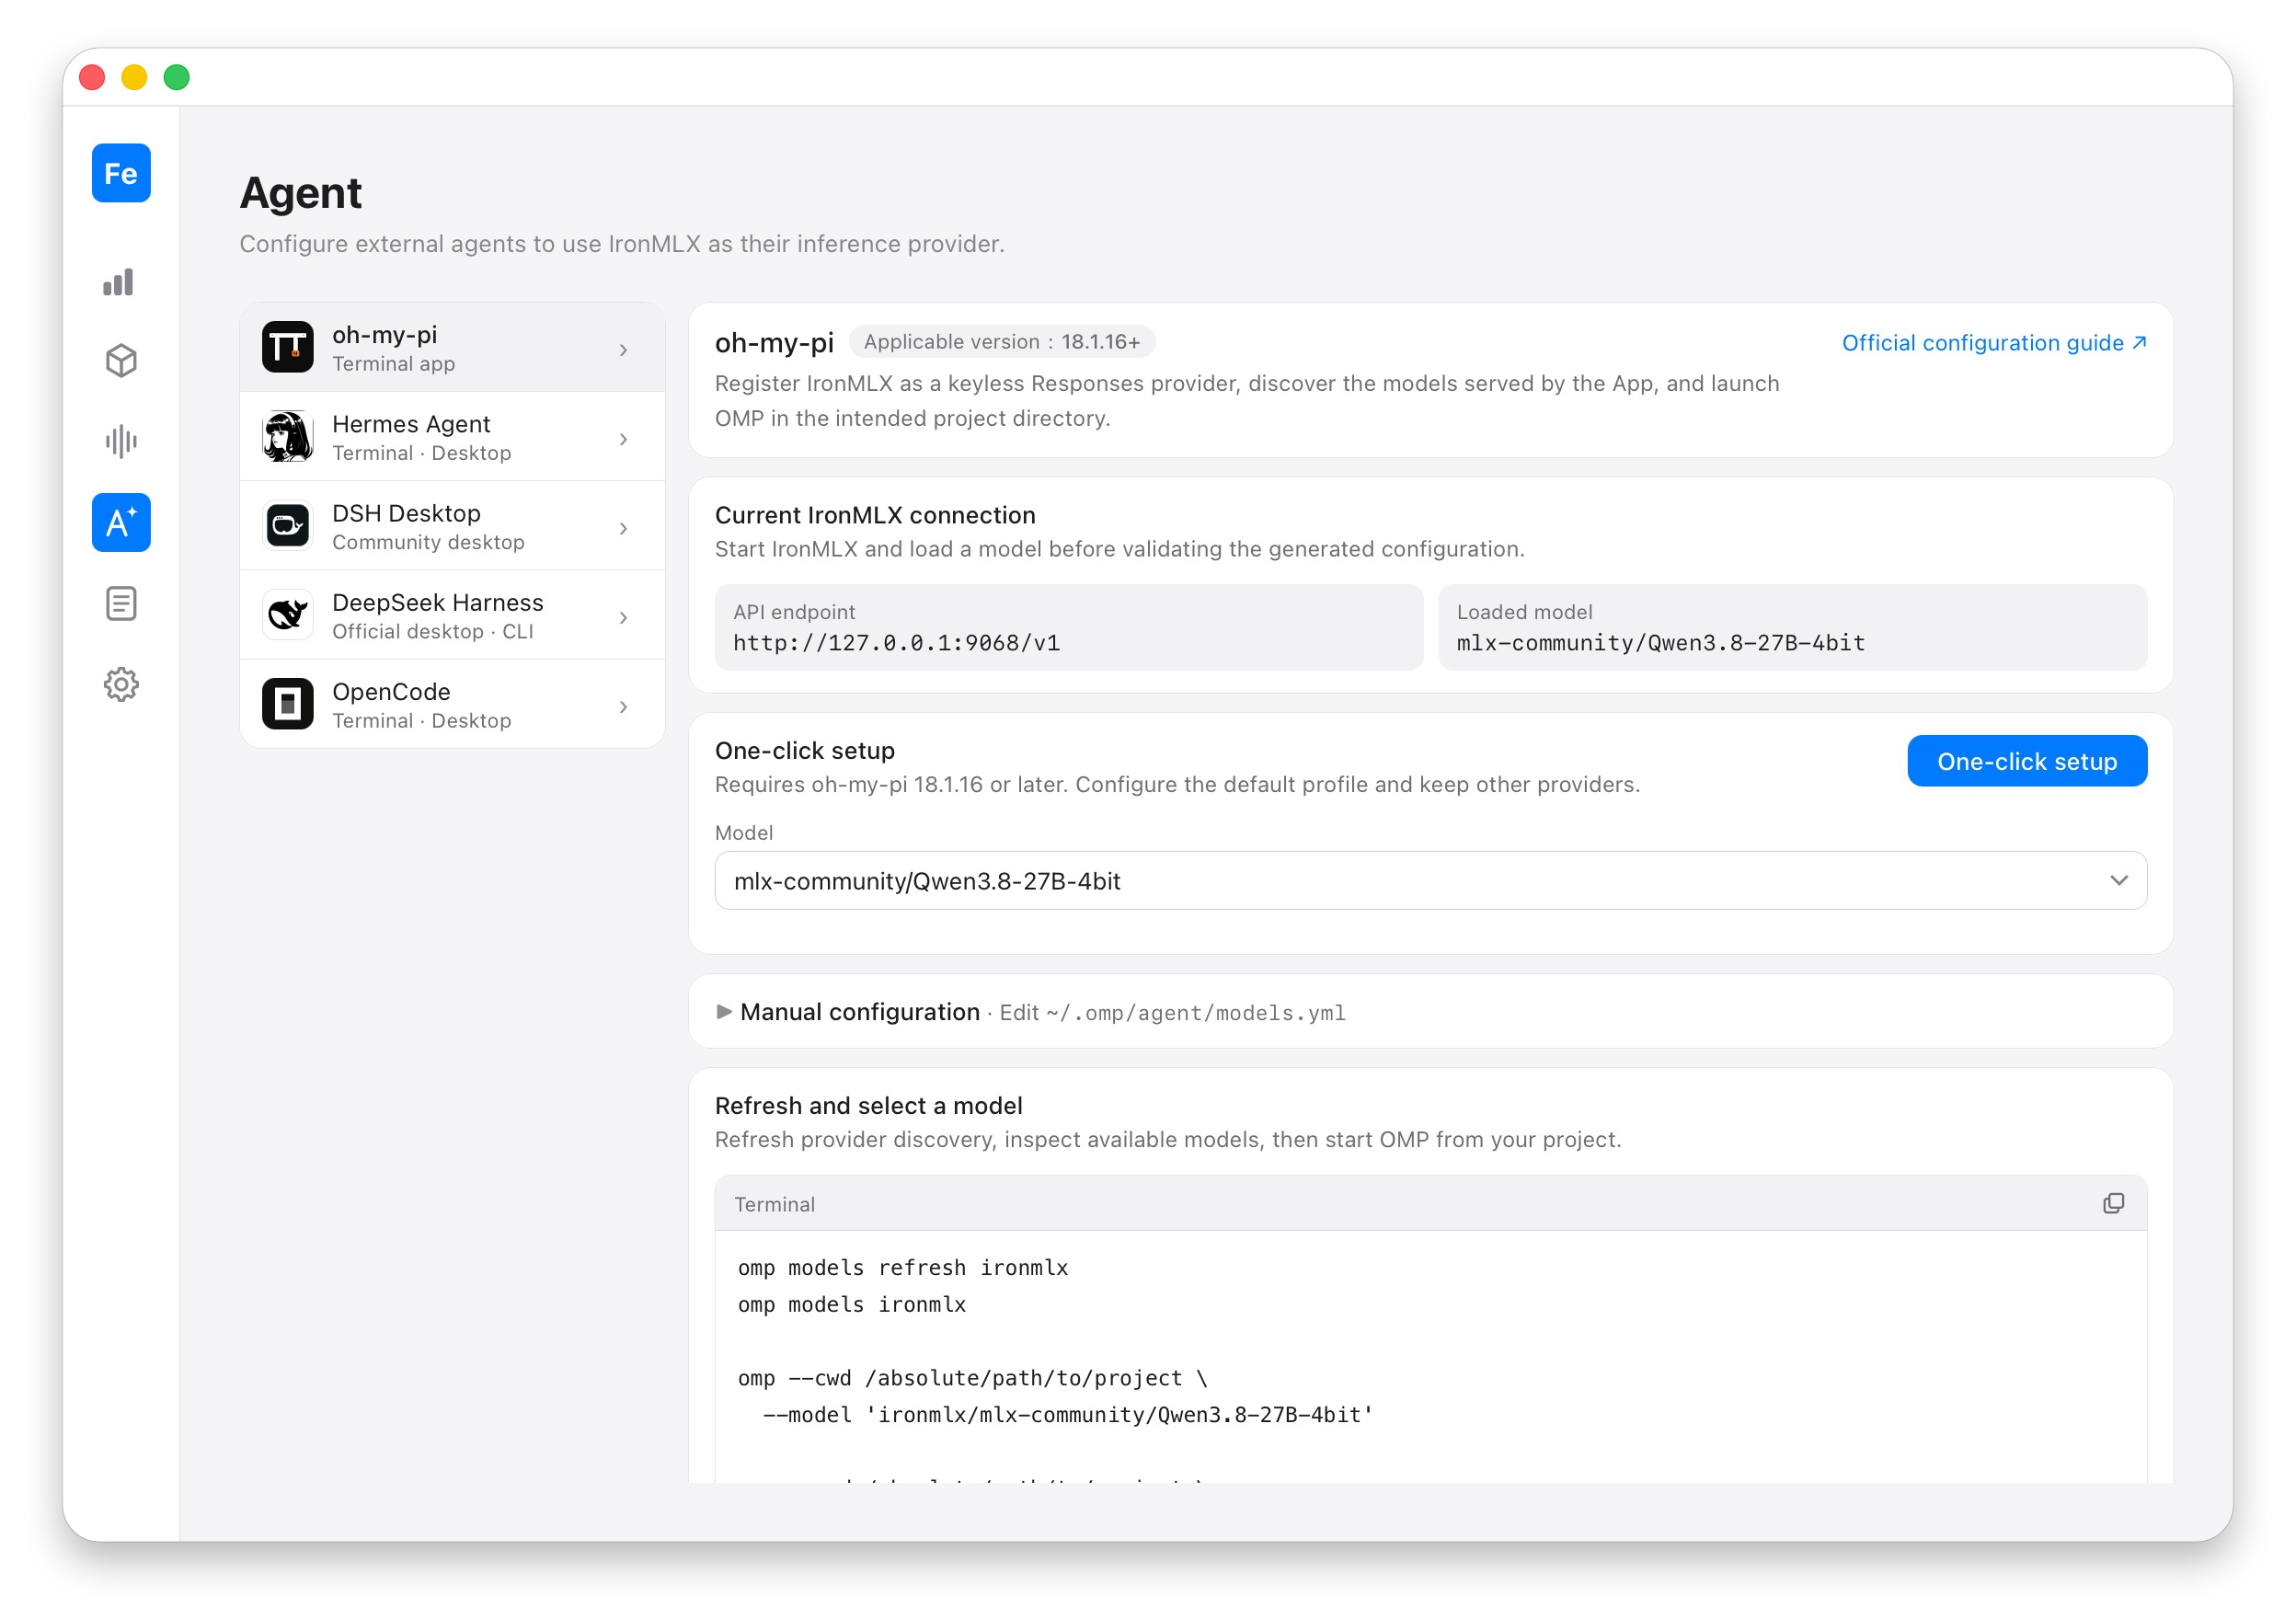 Fe
Agent
Configure external agents to use IronMLX as their inference provider.
oh-my-pi
Terminal app
Hermes Agent
Terminal · Desktop
DSH Desktop
Community desktop
DeepSeek Harness
Official desktop · CLI
OpenCode
Terminal · Desktop
oh-my-pi
Applicable version : 18.1.16+
Official configuration guide ↗
Register IronMLX as a keyless Responses provider, discover the models served by the App, and launch
OMP in the intended project directory.
Current IronMLX connection
Start IronMLX and load a model before validating the generated configuration.
API endpoint
http://127.0.0.1:9068/v1
Loaded model
mlx-community/Qwen3.8-27B-4bit
One-click setup
Requires oh-my-pi 18.1.16 or later. Configure the default profile and keep other providers.
One-click setup
Model
mlx-community/Qwen3.8-27B-4bit
Manual configuration · Edit ~/.omp/agent/models.yml
Refresh and select a model
Refresh provider discovery, inspect available models, then start OMP from your project.
Terminal
omp models refresh ironmlx
omp models ironmlx
omp --cwd /absolute/path/to/project \
--model 'ironmlx/mlx-community/Qwen3.8-27B-4bit'